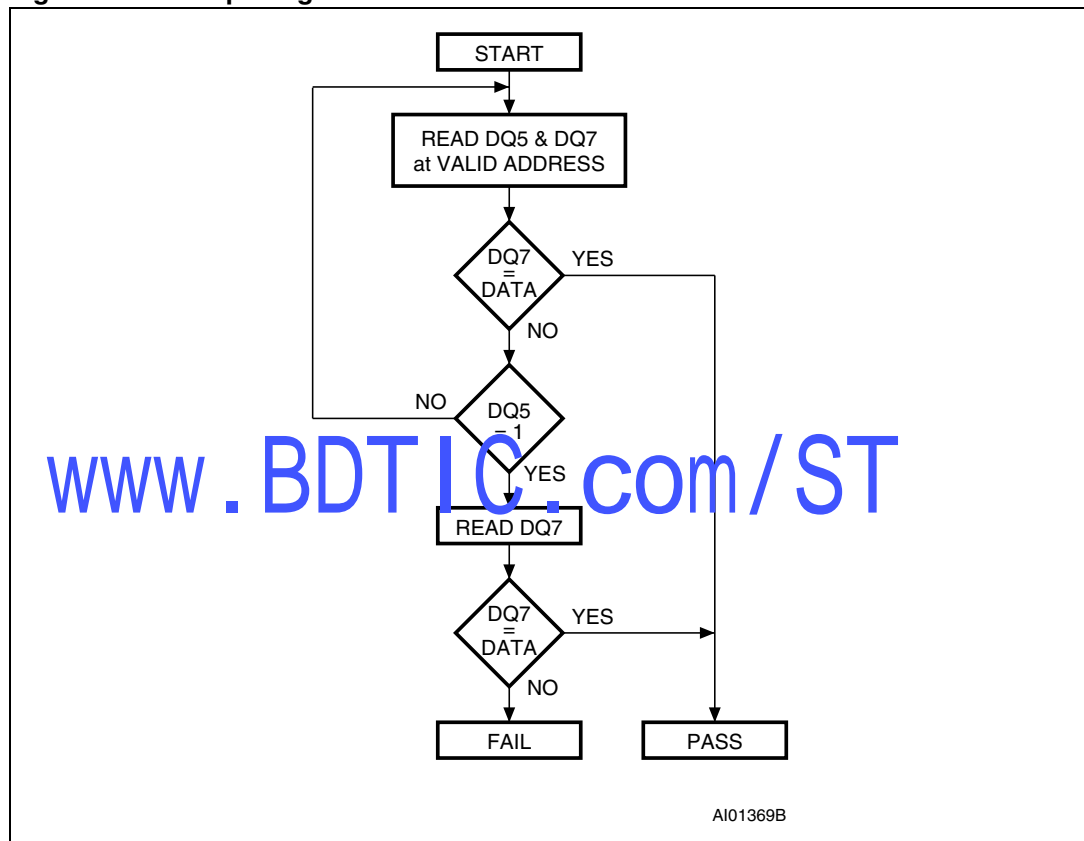 START
READ DQ5 & DQ7
at VALID ADDRESS
DQ7
=
DATA
YES
NO
NO
DQ5
= 1
YES
www.BDTIC.com/ST
READ DQ7
DQ7
=
DATA
YES
NO
FAIL
PASS
AI01369B